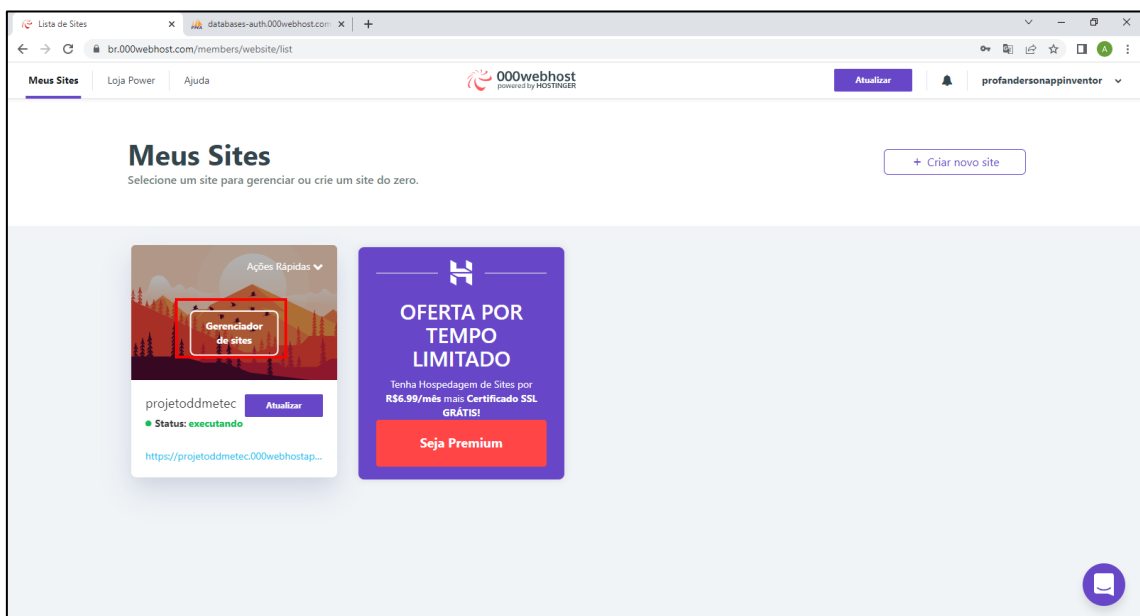 Lista de Sites
databases-auth.000webhost.com
br.000webhost.com/members/website/list
A
Meus Sites
Loja Power
Ajuda
000webhost
powered by HOSTINGER
Atualizar
profandersonappinventor
Meus Sites
Selecione um site para gerenciar ou crie um site do zero.
+ Criar novo site
Ações Rápidas
Gerenciador
de sites
projetoddmetec
Atualizar
Status: executando
https://projetoddmetec.000webhostap...
OFERTA POR
TEMPO
LIMITADO
Tenha Hospedagem de Sites por
R$6.99/mês mais Certificado SSL
GRÁTIS!
Seja Premium